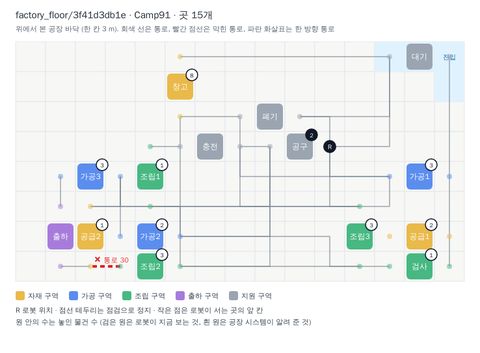 factory_floor/3f41d3db1e · Camp91 · 곳 15개
위에서 본 공장 바닥 (한 칸 3 m). 회색 선은 통로, 빨간 점선은 막힌 통로, 파란 화살표는 한 방향 통로
대기
진입
창고 8
폐기
충전
공구 2
R
가공3 3
조립1 1
가공1 3
출하
공급2 1
가공2 2
조립3 3
공급1 2
통로 30
조립2 3
검사 1
자재 구역
가공 구역
조립 구역
출하 구역
지원 구역
R 로봇 위치 · 점선 테두리는 점검으로 정지 · 작은 점은 로봇이 서는 곳의 앞 칸
원 안의 수는 놓인 물건 수 (검은 원은 로봇이 지금 보는 것, 흰 원은 공장 시스템이 알려 준 것)